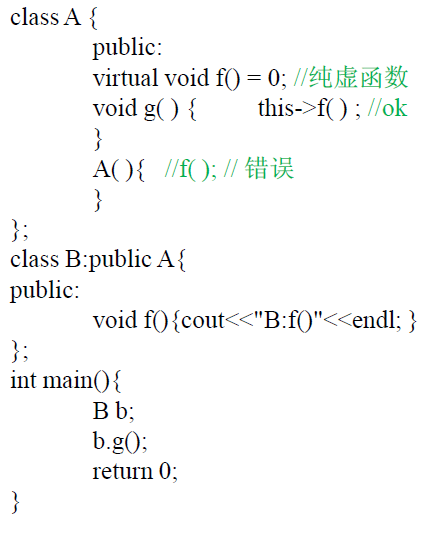 class A {
public:
virtual void f() = 0; //纯虚函数
void g( ) { this->f( ) ; //ok
}
A( ){ //f( ); // 错误
}
};
class B:public A{
public:
void f(){cout<<"B:f()"<<endl; }
};
int main(){
B b;
b.g();
return 0;
}